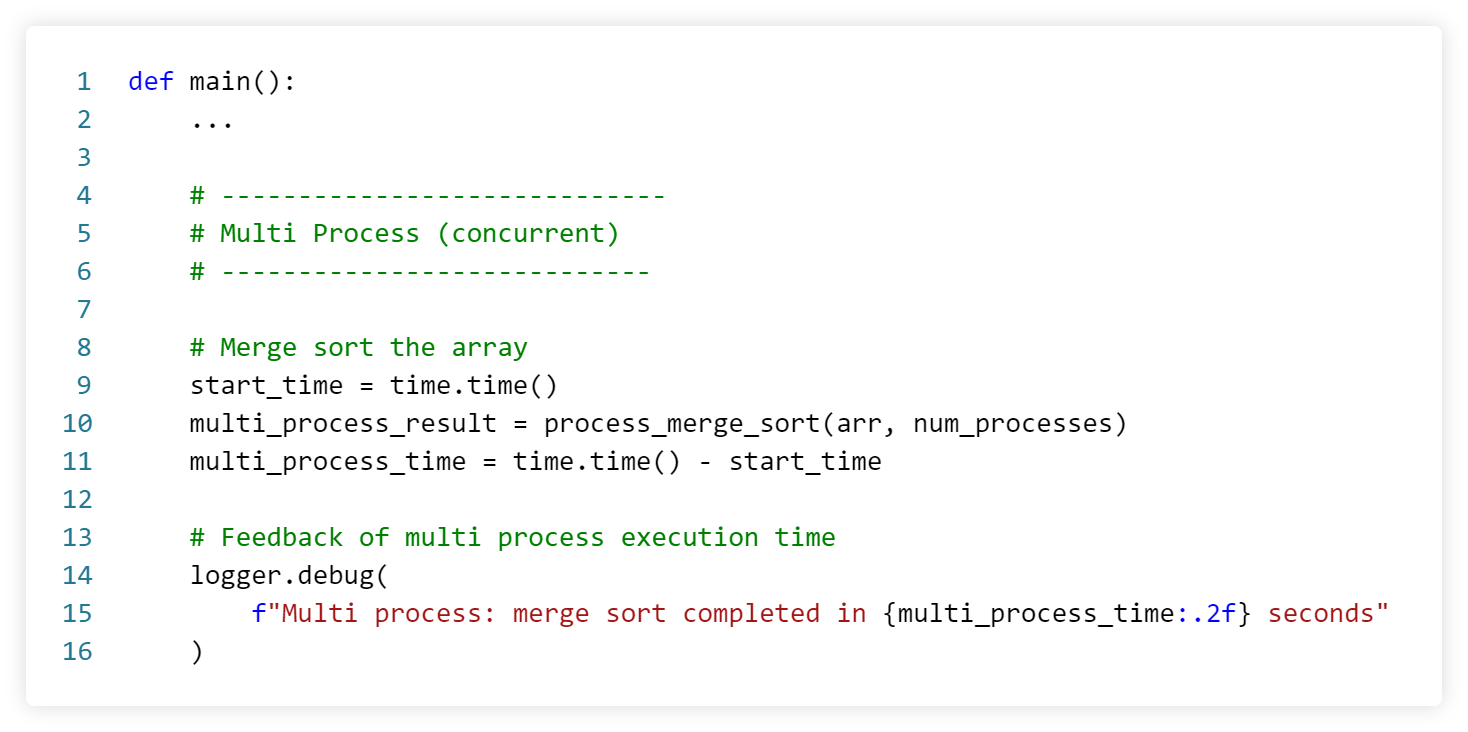 1 def main():
2     ...
3
4     # -----------------------------
5     # Multi Process (concurrent)
6     # ----------------------------
7
8     # Merge sort the array
9     start_time = time.time()
10     multi_process_result = process_merge_sort(arr, num_processes)
11     multi_process_time = time.time() - start_time
12
13     # Feedback of multi process execution time
14     logger.debug(
15         f"Multi process: merge sort completed in {multi_process_time:.2f} seconds"
16     )